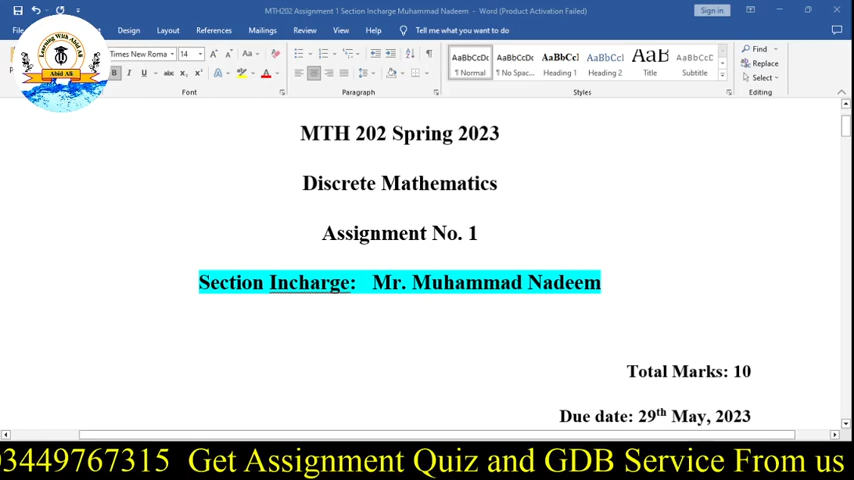 MTH202 Assignment 1 Section Incharge Muhammad Nadeem - Word (Product Activation Failed)
Sign in
Design Layout References Mailings Review View Help Tell me what you want to do
Times New Roma 14
B I U abc x₂ x² A A
AaBbCcDc AaBbCcDc AaBbCc AaBbCcl AaB AaBbCcD
¶ Normal ¶ No Spac... Heading 1 Heading 2 Title Subtitle
Find
Replace
Select
Font Paragraph Styles Editing
Learning With Abid Ali
Abid Ali
MTH 202 Spring 2023
Discrete Mathematics
Assignment No. 1
Section Incharge: Mr. Muhammad Nadeem
Total Marks: 10
Due date: 29th May, 2023
03449767315 Get Assignment Quiz and GDB Service From us